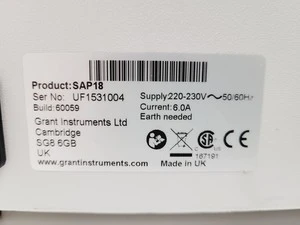 Product:SAP18
Ser No: UF1531004
Build: 60059
Grant Instruments Ltd
Cambridge
SG8 6GB
UK
www.grantinstruments.com
Supply:220-230V～50/60Hz
Current:6.0A
Earth needed
187191
Made in UK